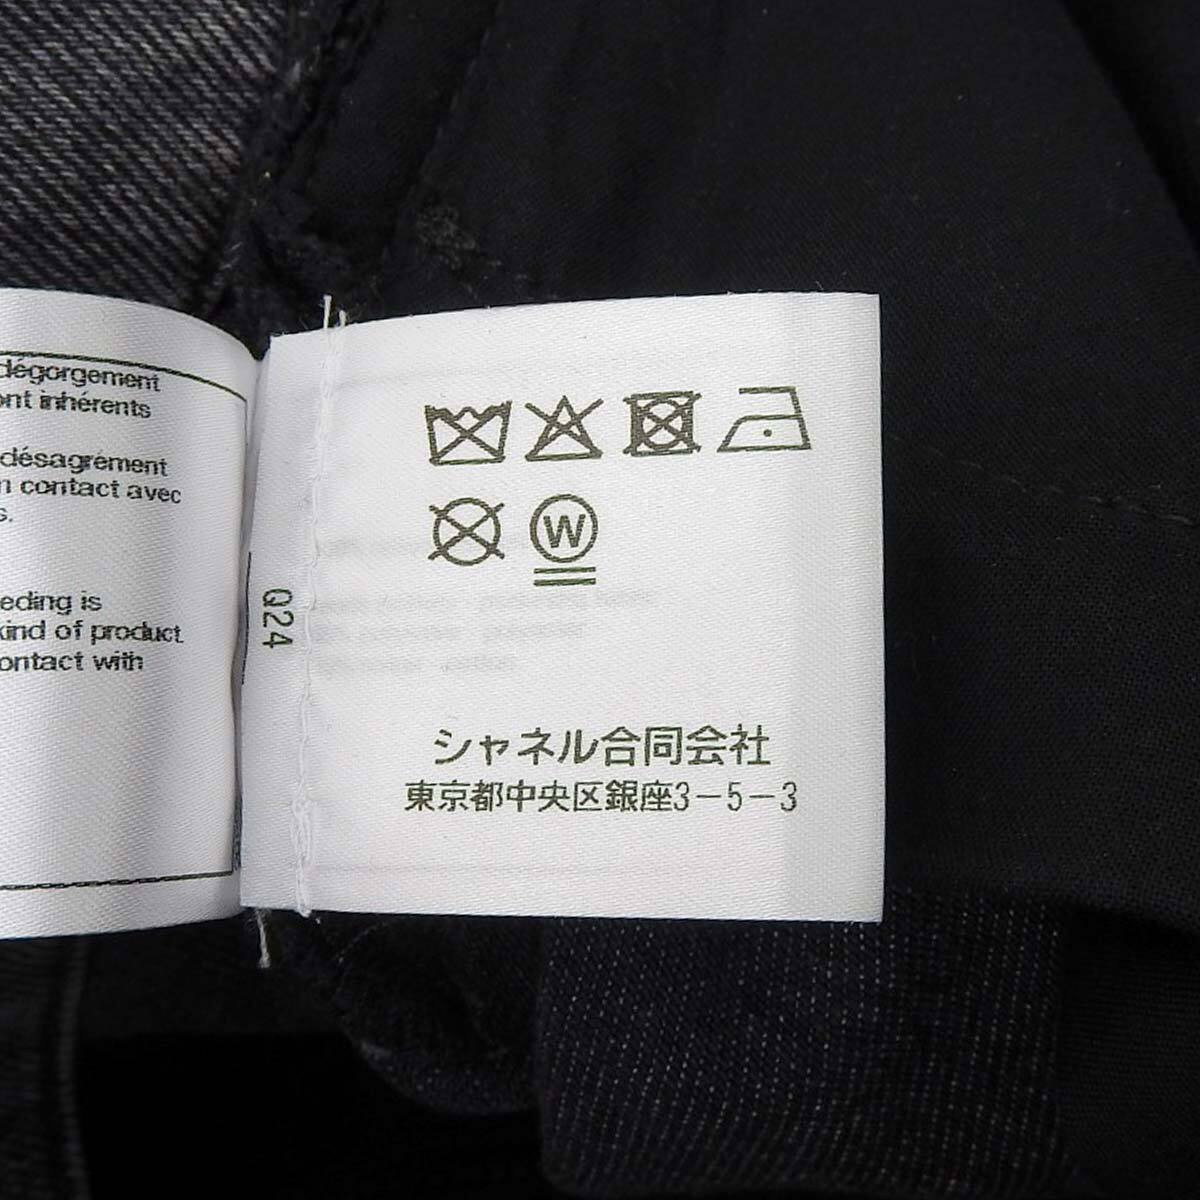 dégorgement
ont inhérents
désagrément
n contact avec
s.
eding is
kind of product
ontact with
Q24
W
シャネル合同会社
東京都中央区銀座3-5-3